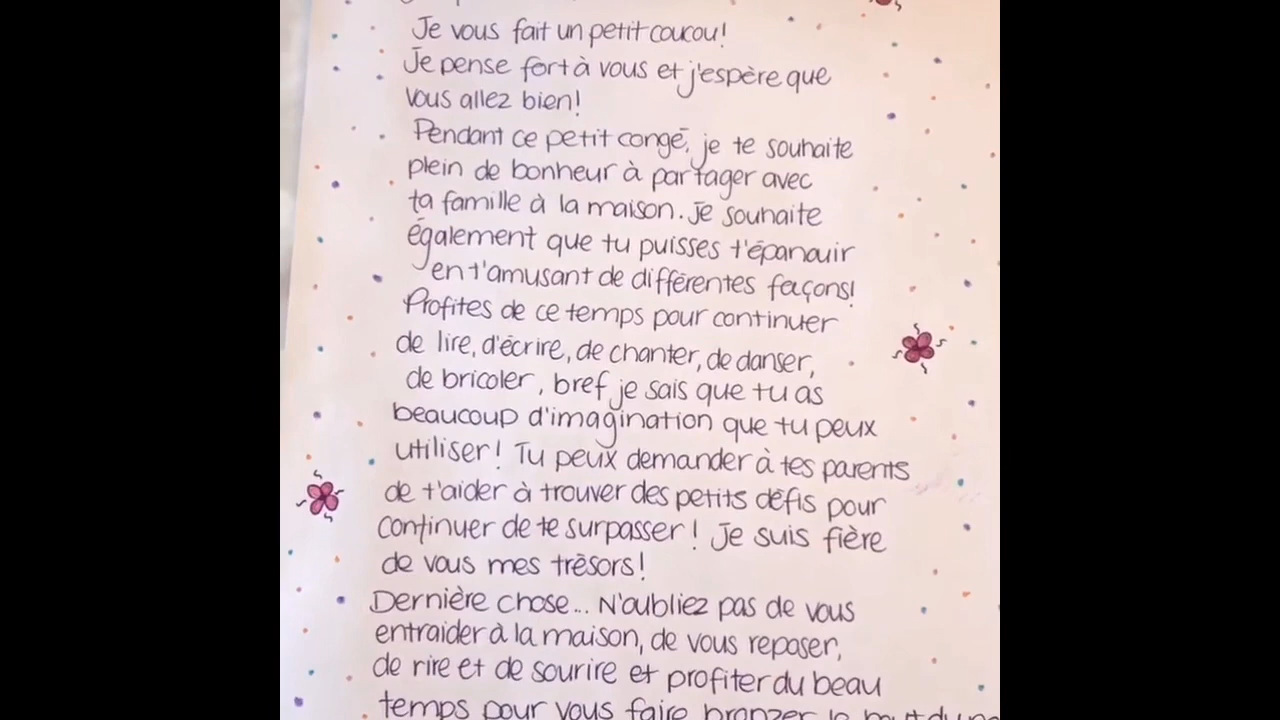 Je vous fait un petit coucou!
Je pense fort à vous et j'espère que
vous allez bien!
Pendant ce petit congé, je te souhaite
plein de bonheur à partager avec
ta famille à la maison. Je souhaite
également que tu puisses t'épanouir
en t'amusant de différentes façons!
Profites de ce temps pour continuer
de lire, d'écrire, de chanter, de danser,
de bricoler, bref je sais que tu as
beaucoup d'imagination que tu peux
utiliser! Tu peux demander à tes parents
de t'aider à trouver des petits défis pour
continuer de te surpasser! Je suis fière
de vous mes trésors!
Dernière chose... N'oubliez pas de vous
entraider à la maison, de vous reposer,
de rire et de sourire et profiter du beau
temps pour vous faire bronzer le bout du